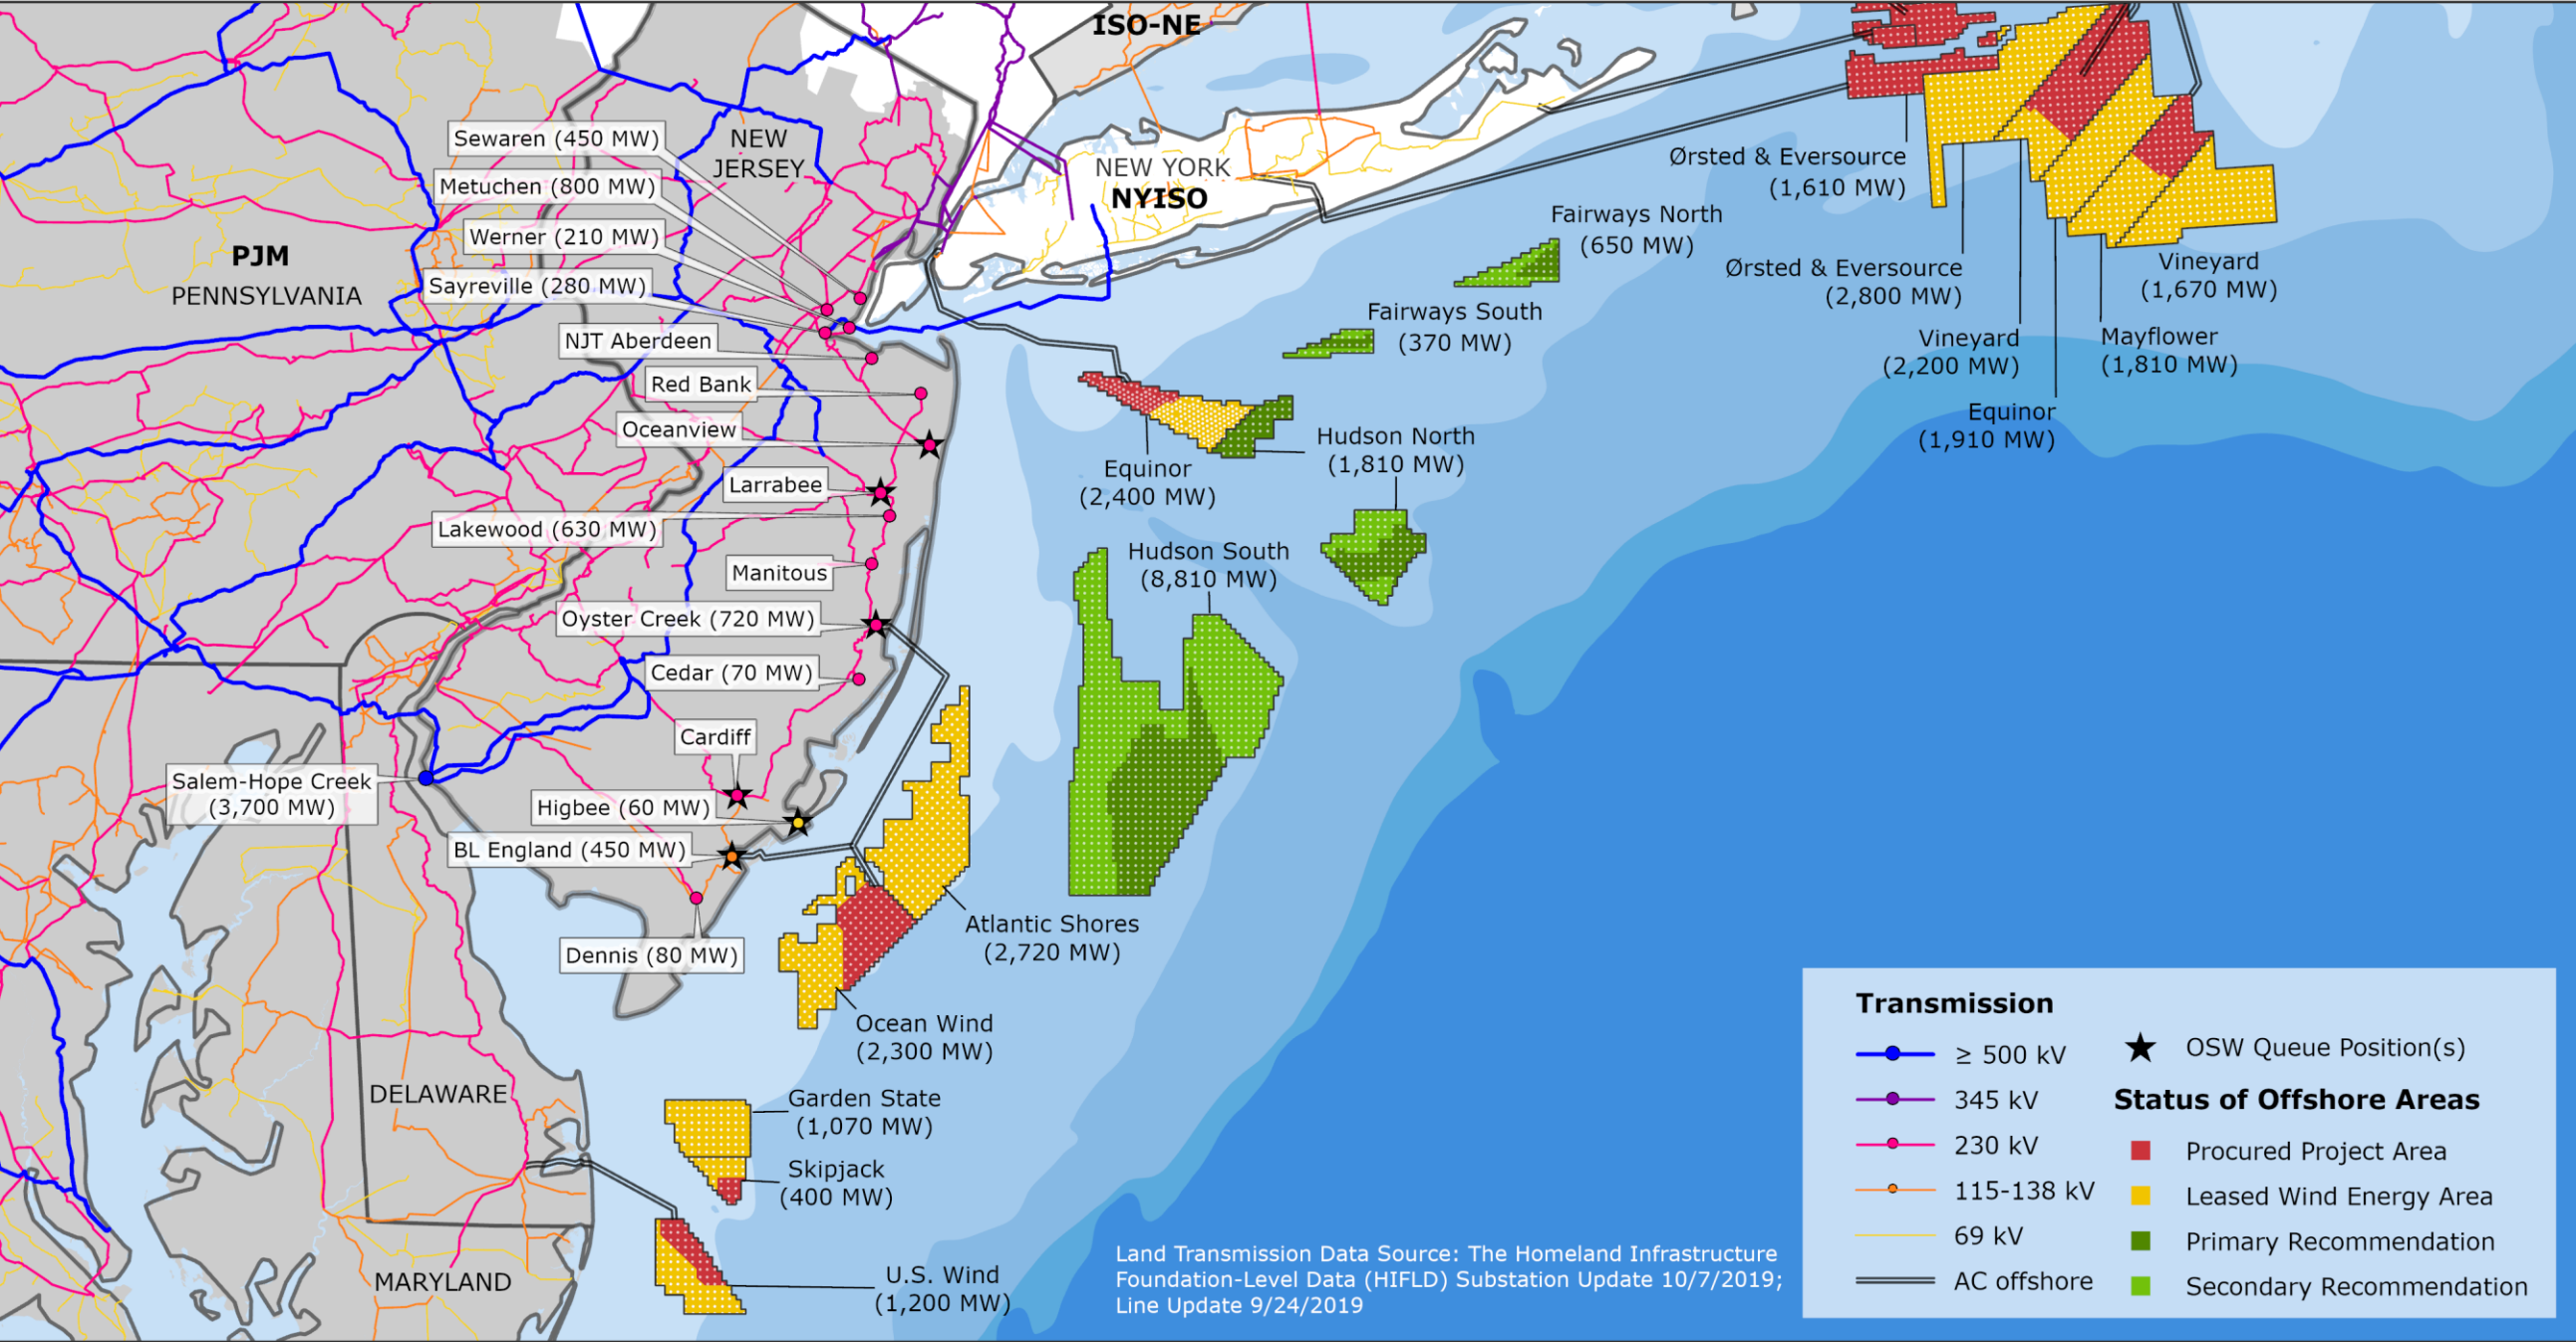 ISO-NE
Sewaren (450 MW)
NEW
JERSEY
Metuchen (800 MW)
Werner (210 MW)
Sayreville (280 MW)
PJM
PENNSYLVANIA
NEW YORK
NYISO
NJT Aberdeen
Red Bank
Oceanview
Larrabee
Lakewood (630 MW)
Manitous
Oyster Creek (720 MW)
Cedar (70 MW)
Cardiff
Salem-Hope Creek
(3,700 MW)
Higbee (60 MW)
BL England (450 MW)
Dennis (80 MW)
DELAWARE
MARYLAND
Ørsted & Eversource
(1,610 MW)
Fairways North
(650 MW)
Ørsted & Eversource
(2,800 MW)
Vineyard
(1,670 MW)
Fairways South
(370 MW)
Vineyard
(2,200 MW)
Mayflower
(1,810 MW)
Equinor
(1,910 MW)
Hudson North
(1,810 MW)
Equinor
(2,400 MW)
Hudson South
(8,810 MW)
Atlantic Shores
(2,720 MW)
Ocean Wind
(2,300 MW)
Garden State
(1,070 MW)
Skipjack
(400 MW)
U.S. Wind
(1,200 MW)
Land Transmission Data Source: The Homeland Infrastructure
Foundation-Level Data (HIFLD) Substation Update 10/7/2019;
Line Update 9/24/2019
Transmission
≥ 500 kV
345 kV
230 kV
115-138 kV
69 kV
AC offshore
OSW Queue Position(s)
Status of Offshore Areas
Procured Project Area
Leased Wind Energy Area
Primary Recommendation
Secondary Recommendation